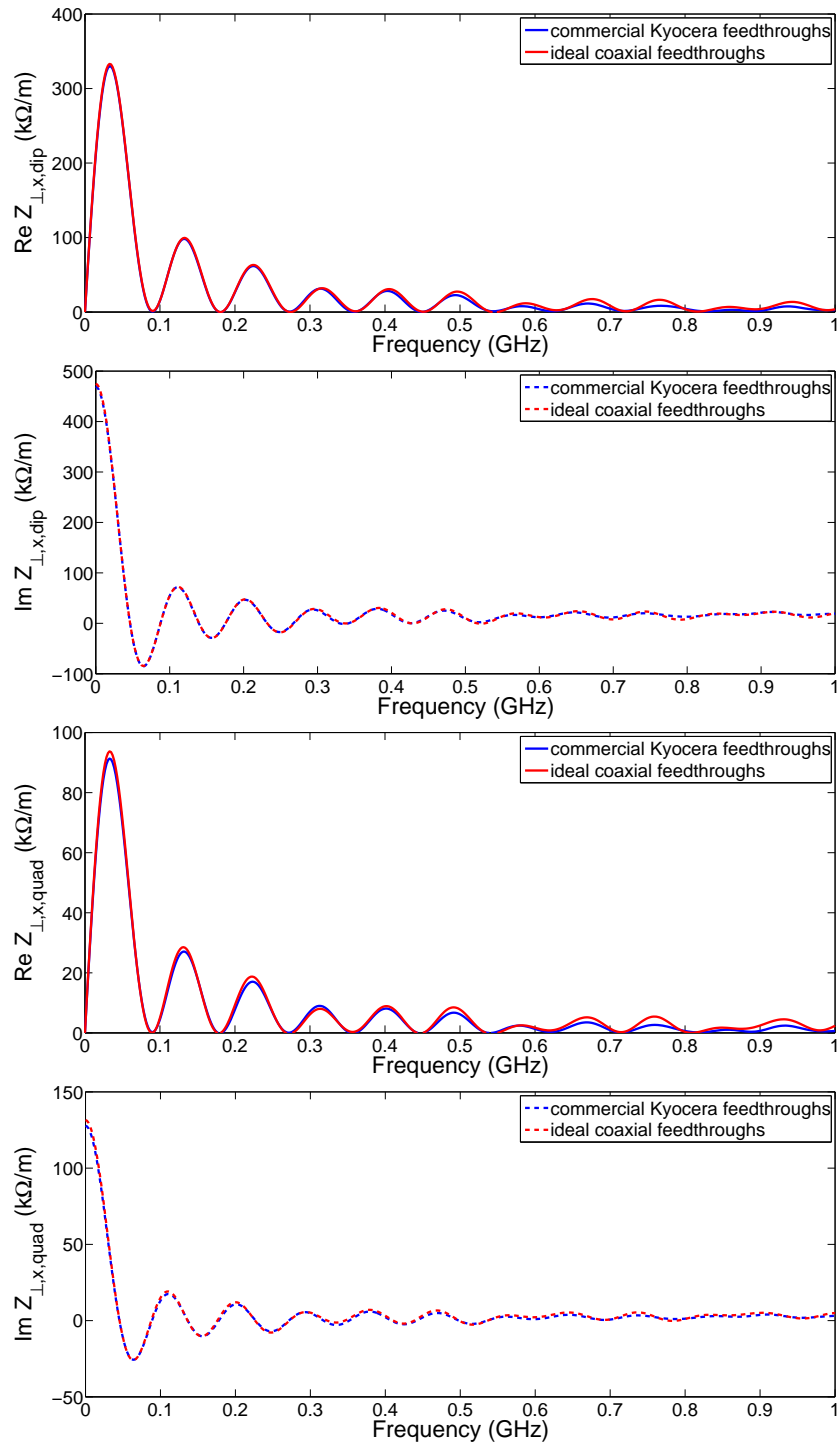 400
300
200
100
0
Re Z⊥,x,dip (kΩ/m)
commercial Kyocera feedthroughs
ideal coaxial feedthroughs
0 0.1 0.2 0.3 0.4 0.5 0.6 0.7 0.8 0.9 1
Frequency (GHz)
500
400
300
200
100
0
−100
Im Z⊥,x,dip (kΩ/m)
commercial Kyocera feedthroughs
ideal coaxial feedthroughs
0 0.1 0.2 0.3 0.4 0.5 0.6 0.7 0.8 0.9 1
Frequency (GHz)
100
80
60
40
20
0
Re Z⊥,x,quad (kΩ/m)
commercial Kyocera feedthroughs
ideal coaxial feedthroughs
0 0.1 0.2 0.3 0.4 0.5 0.6 0.7 0.8 0.9 1
Frequency (GHz)
150
100
50
0
−50
Im Z⊥,x,quad (kΩ/m)
commercial Kyocera feedthroughs
ideal coaxial feedthroughs
0 0.1 0.2 0.3 0.4 0.5 0.6 0.7 0.8 0.9 1
Frequency (GHz)